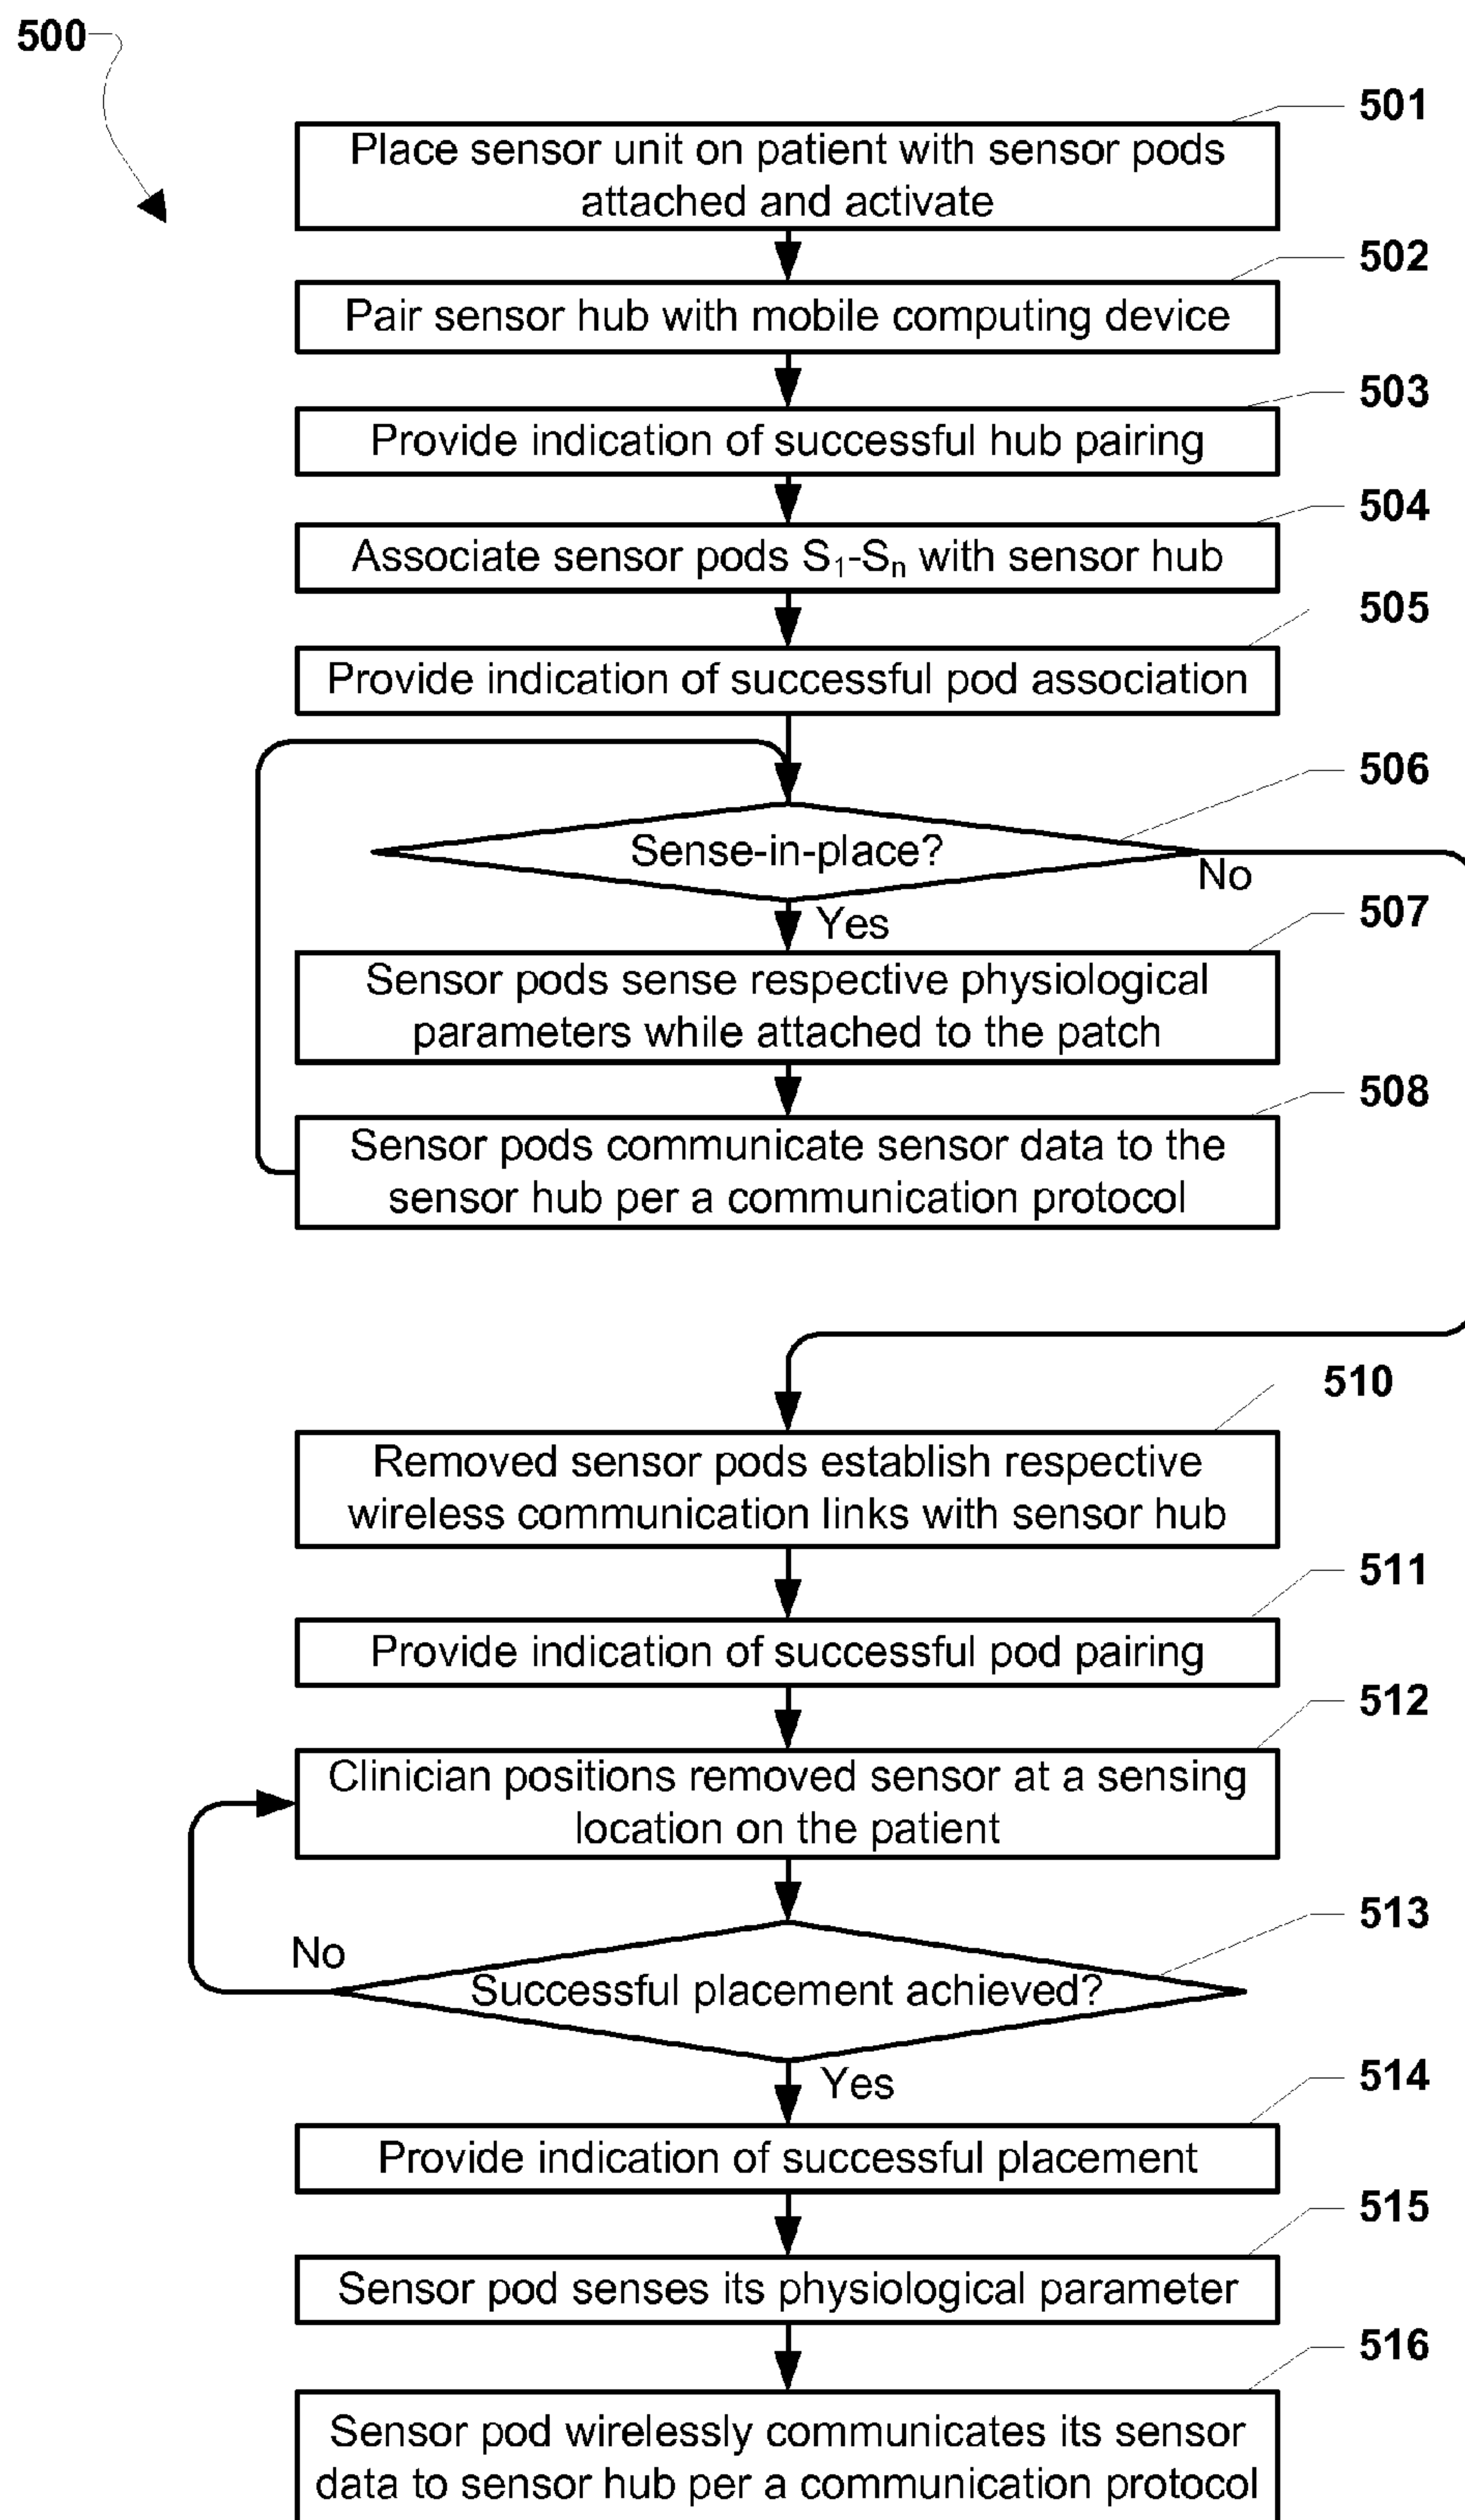 500
501
Place sensor unit on patient with sensor pods
attached and activate
502
Pair sensor hub with mobile computing device
503
Provide indication of successful hub pairing
504
Associate sensor pods S1-Sn with sensor hub
505
Provide indication of successful pod association
506
Sense-in-place?
No
Yes
507
Sensor pods sense respective physiological
parameters while attached to the patch
508
Sensor pods communicate sensor data to the
sensor hub per a communication protocol
510
Removed sensor pods establish respective
wireless communication links with sensor hub
511
Provide indication of successful pod pairing
512
Clinician positions removed sensor at a sensing
location on the patient
513
No
Successful placement achieved?
Yes
514
Provide indication of successful placement
515
Sensor pod senses its physiological parameter
516
Sensor pod wirelessly communicates its sensor
data to sensor hub per a communication protocol